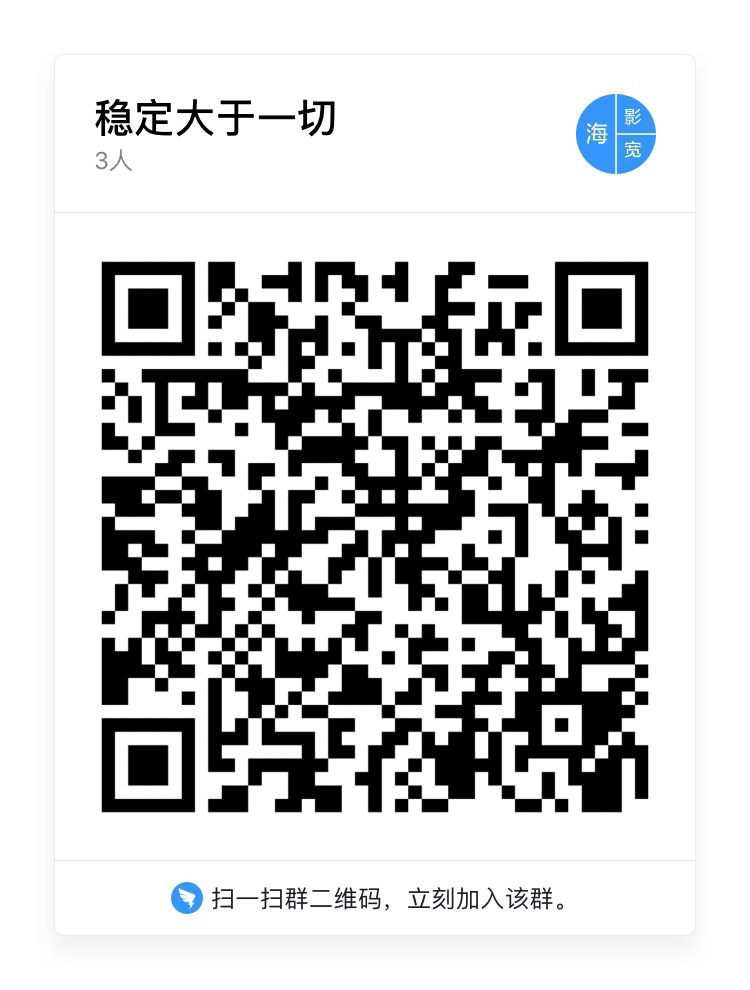 稳定大于一切
3人
海
影
宽
扫一扫群二维码，立刻加入该群。